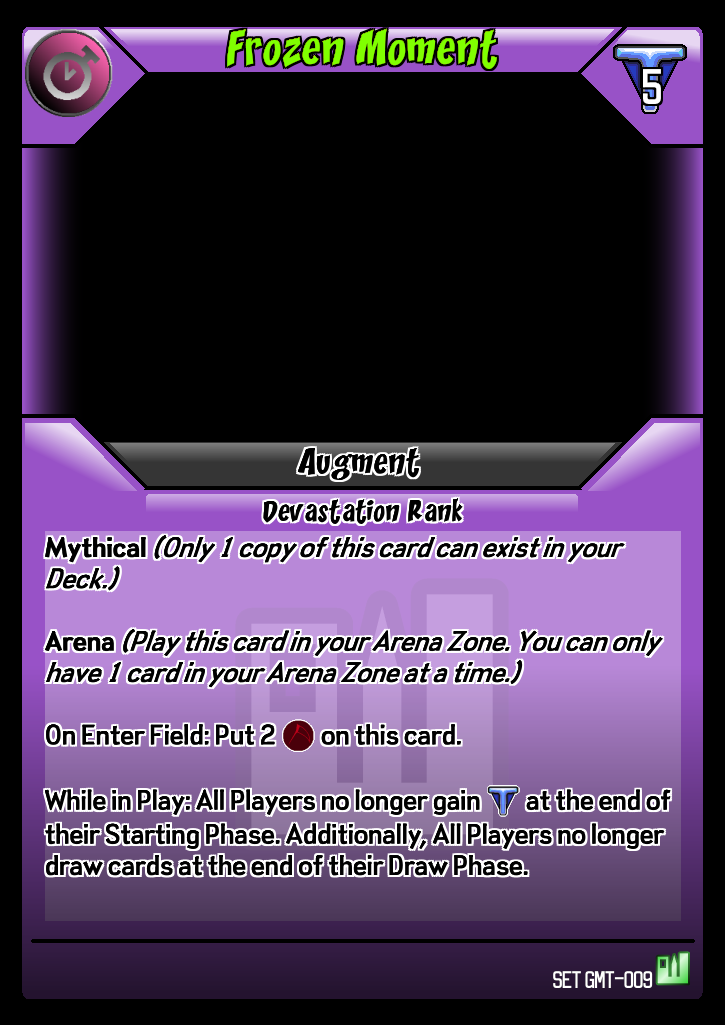 Frozen Moment
5
Augment
Devastation Rank
Mythical (Only 1 copy of this card can exist in your
Deck.)
Arena (Play this card in your Arena Zone. You can only
have 1 card in your Arena Zone at a time.)
On Enter Field: Put 2 on this card.
While in Play: All Players no longer gain T at the end of
their Starting Phase. Additionally, All Players no longer
draw cards at the end of their Draw Phase.
SET GMT-009